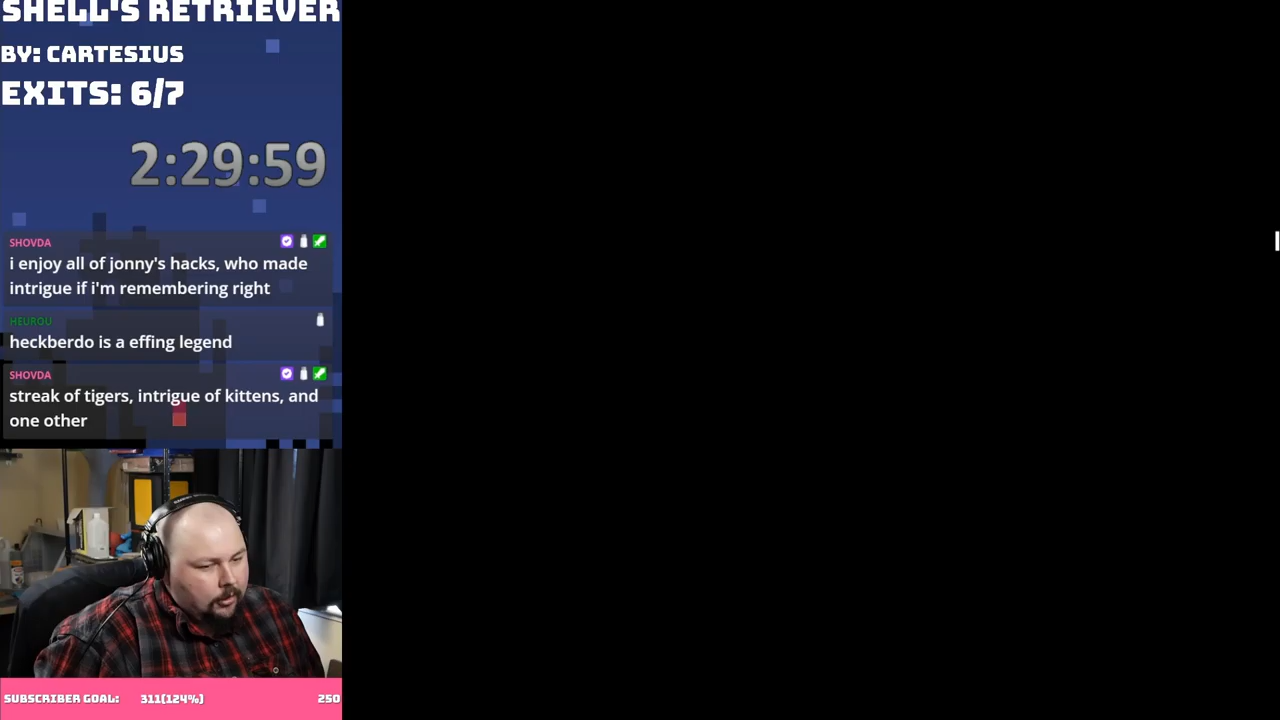 SHELL'S RETRIEVER
BY: CARTESIUS
EXITS: 6/7
2:29:59
SHOVDA
i enjoy all of jonny's hacks, who made
intrigue if i'm remembering right
HEUROU
heckberdo is a effing legend
SHOVDA
streak of tigers, intrigue of kittens, and
one other
SUBSCRIBER GOAL: 311(124%) 250